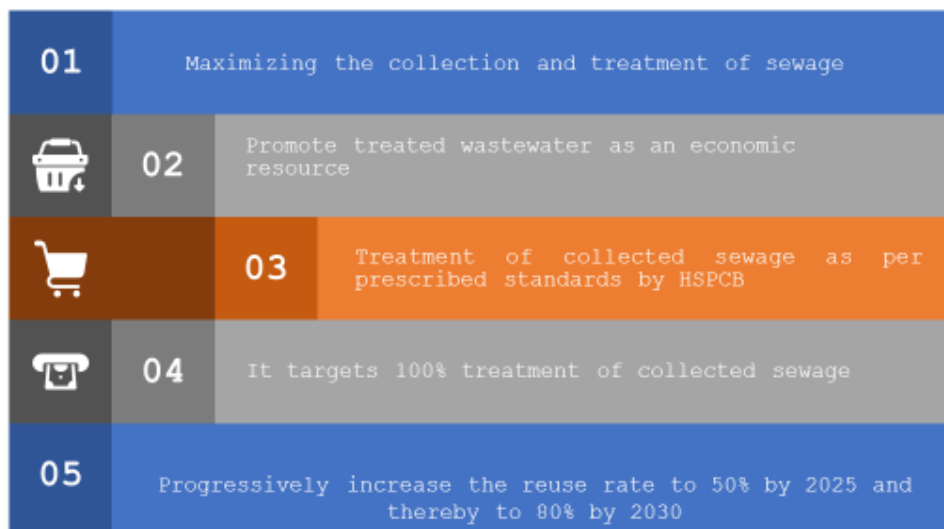 01
Maximizing the collection and treatment of sewage
02
Promote treated wastewater as an economic
resource
03
Treatment of collected sewage as per
prescribed standards by HSPCB
04
It targets 100% treatment of collected sewage
05
Progressively increase the reuse rate to 50% by 2025 and
thereby to 80% by 2030